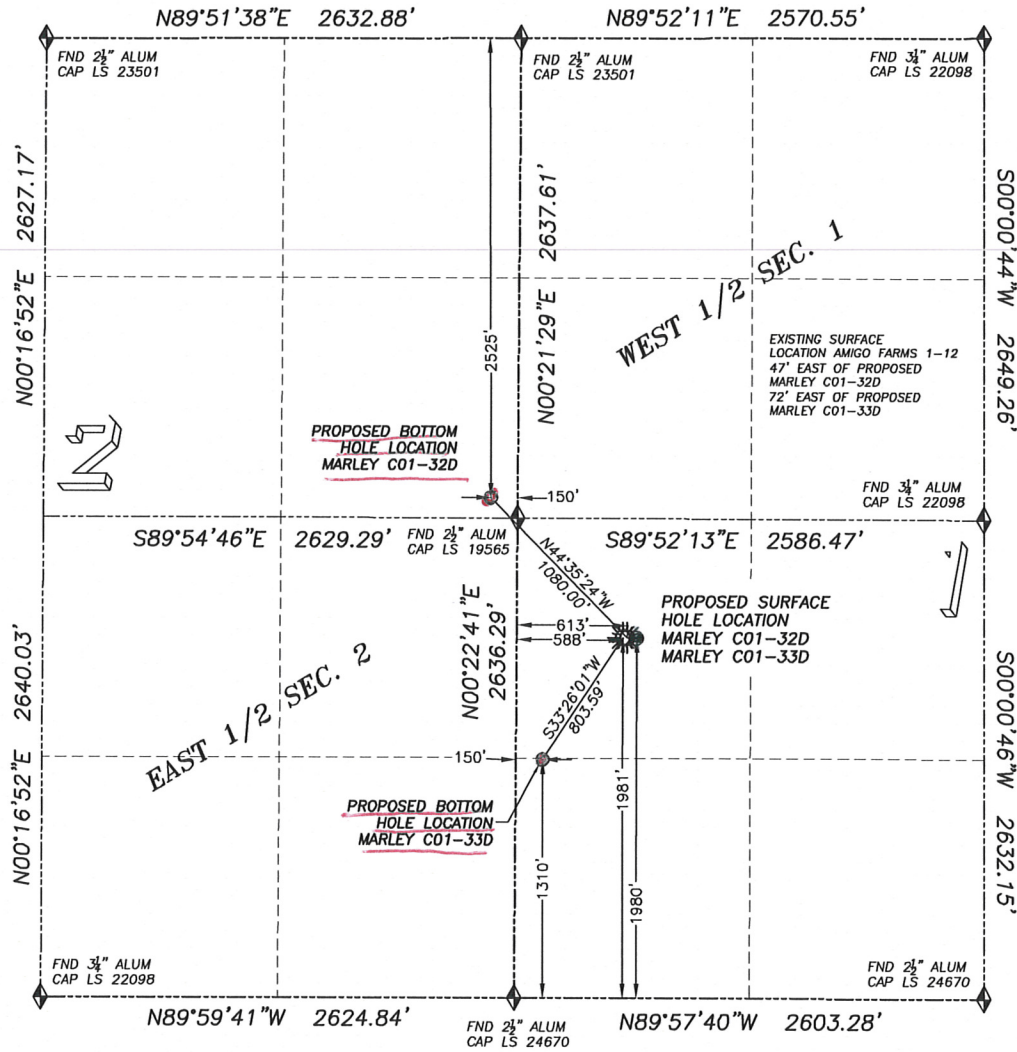 N89°51'38"E 2632.88'
N89°52'11"E 2570.55'
FND 2½" ALUM
CAP LS 23501
FND 2½" ALUM
CAP LS 23501
FND 3¼" ALUM
CAP LS 22098
N00°16'52"E 2627.17'
N00°21'29"E 2637.61'
S00°00'44"W 2649.26'
2525'
WEST 1/2 SEC. 1
EXISTING SURFACE
LOCATION AMIGO FARMS 1-12
47' EAST OF PROPOSED
MARLEY C01-32D
72' EAST OF PROPOSED
MARLEY C01-33D
2
PROPOSED BOTTOM
HOLE LOCATION
MARLEY C01-32D
150'
FND 3¼" ALUM
CAP LS 22098
S89°54'46"E 2629.29'
FND 2½" ALUM
CAP LS 19565
S89°52'13"E 2586.47'
N44°35'24"W
1080.00'
1
PROPOSED SURFACE
HOLE LOCATION
MARLEY C01-32D
MARLEY C01-33D
613'
588'
N00°22'41"E
2636.29'
N00°16'52"E 2640.03'
EAST 1/2 SEC. 2
S33°26'01"W
803.59'
S00°00'46"W 2632.15'
150'
PROPOSED BOTTOM
HOLE LOCATION
MARLEY C01-33D
1310'
1981'
1980'
FND 3¼" ALUM
CAP LS 22098
FND 2½" ALUM
CAP LS 24670
N89°59'41"W 2624.84'
FND 2½" ALUM
CAP LS 24670
N89°57'40"W 2603.28'